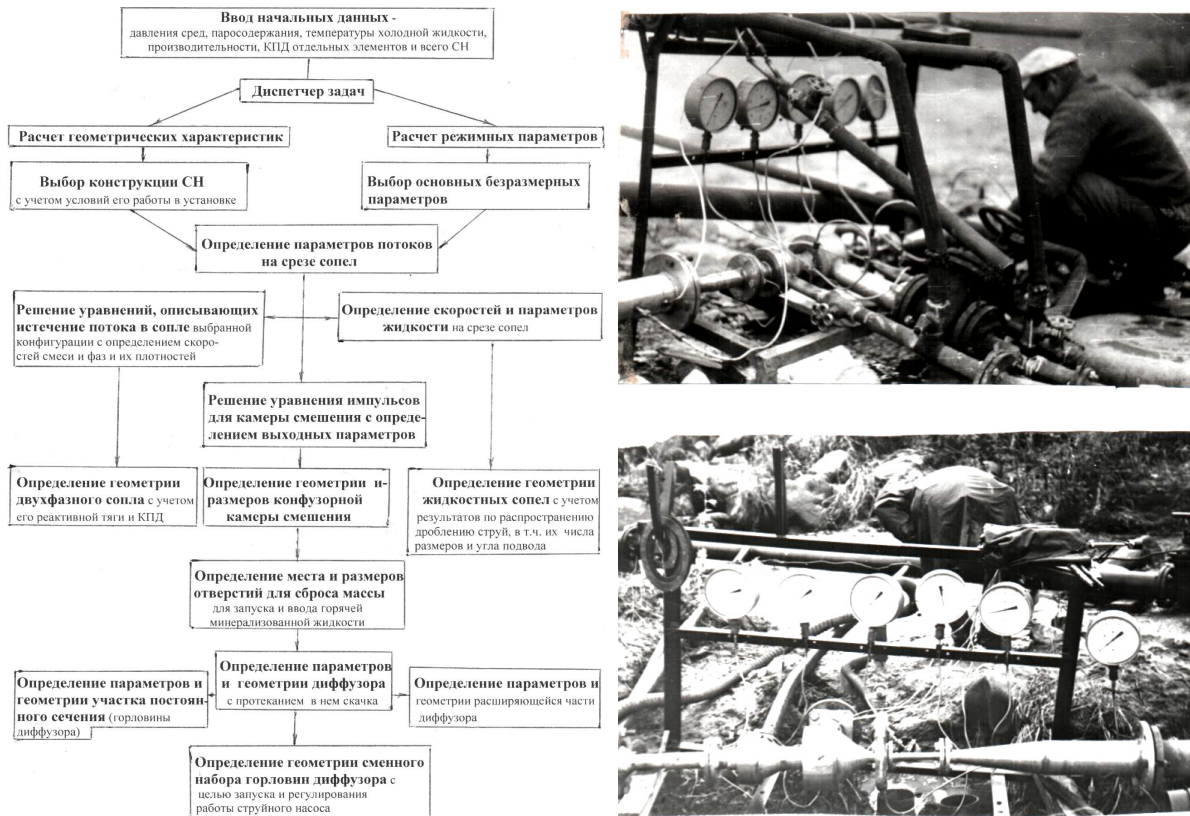 Ввод начальных данных -
давления сред, паросодержания, температуры холодной жидкости,
производительности, КПД отдельных элементов и всего СН
Диспетчер задач
Расчет геометрических характеристик
Расчет режимных параметров
Выбор конструкции СН
с учетом условий его работы в установке
Выбор основных безразмерных
параметров
Определение параметров потоков
на срезе сопел
Решение уравнений, описывающих
истечение потока в сопле выбранной
конфигурации с определением скоро-
стей смеси и фаз и их плотностей
Определение скоростей и параметров
жидкости на срезе сопел
Решение уравнения импульсов
для камеры смешения с опреде-
лением выходных параметров
Определение геометрии
двухфазного сопла с учетом
его реактивной тяги и КПД
Определение геометрии и-
размеров конфузорной
камеры смешения
Определение геометрии
жидкостных сопел с учетом
результатов по распространению
дроблению струй, в т.ч. их числа
размеров и угла подвода
Определение места и размеров
отверстий для сброса массы
для запуска и ввода горячей
минерализованной жидкости
Определение параметров и
геометрии участка постоян-
ного сечения (горловины
диффузора)
Определение параметров
и геометрии диффузора
с протеканием в нем скачка
Определение параметров и
геометрии расширяющейся части
диффузора
Определение геометрии сменного
набора горловин диффузора с
целью запуска и регулирования
работы струйного насоса